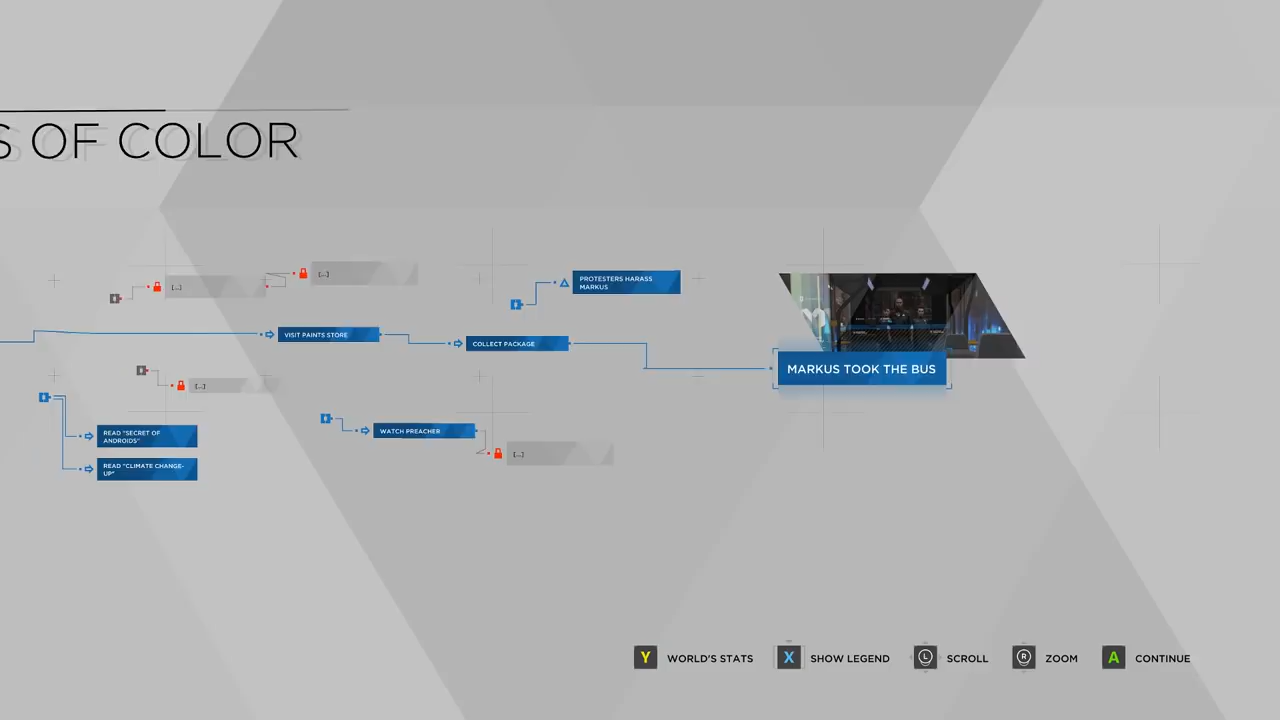 S OF COLOR
[...]
[...]
PROTESTERS HARASS
MARKUS
VISIT PAINTS STORE
COLLECT PACKAGE
MARKUS TOOK THE BUS
[...]
READ "SECRET OF
ANDROIDS"
WATCH PREACHER
[...]
READ "CLIMATE CHANGE-
UP"
Y WORLD'S STATS X SHOW LEGEND L SCROLL R ZOOM A CONTINUE